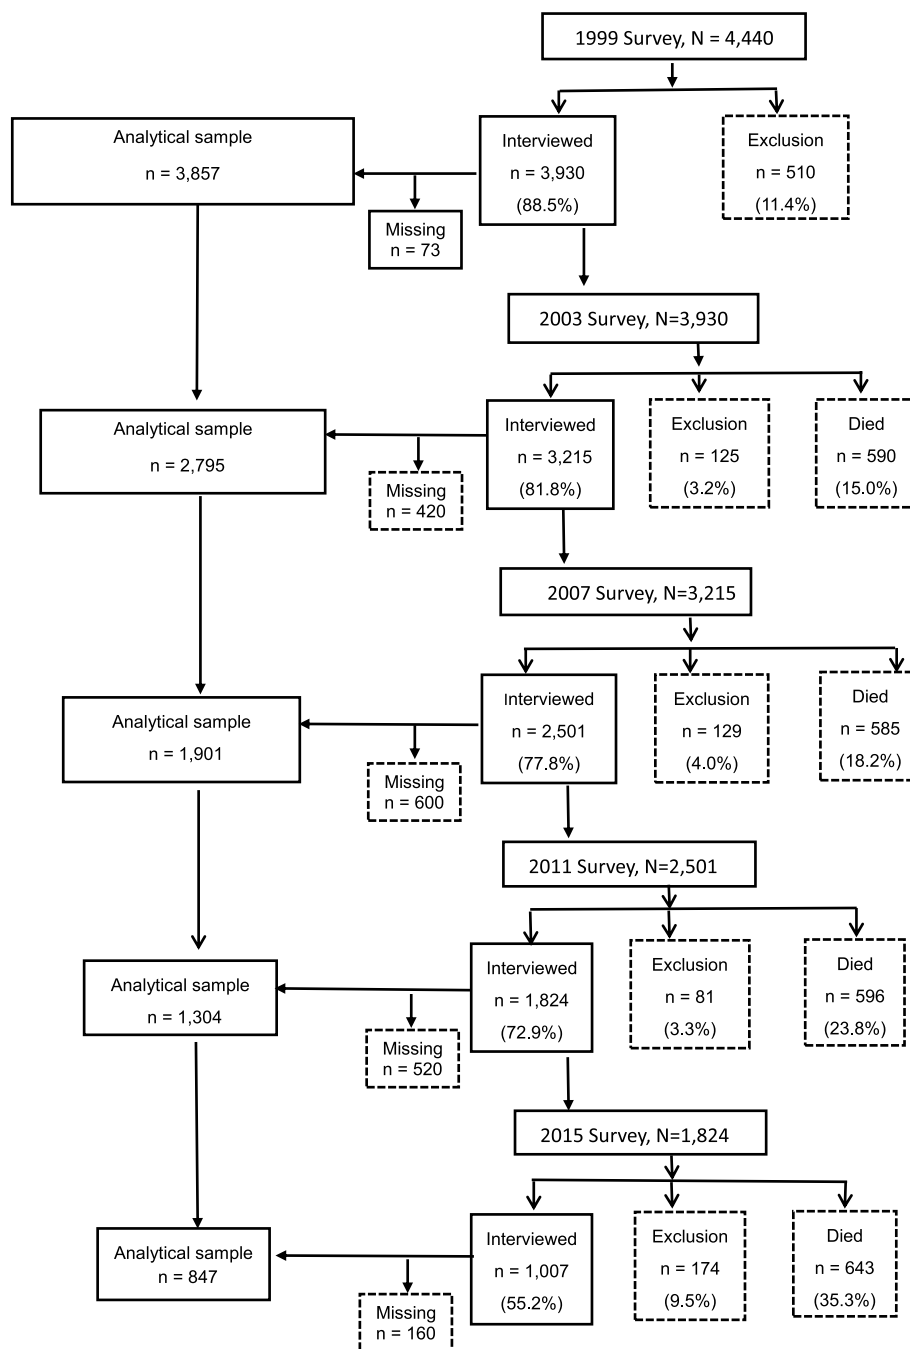 1999 Survey, N = 4,440
Analytical sample
n = 3,857
Interviewed
n = 3,930
(88.5%)
Exclusion
n = 510
(11.4%)
Missing
n = 73
2003 Survey, N=3,930
Analytical sample
n = 2,795
Interviewed
n = 3,215
(81.8%)
Exclusion
n = 125
(3.2%)
Died
n = 590
(15.0%)
Missing
n = 420
2007 Survey, N=3,215
Analytical sample
n = 1,901
Interviewed
n = 2,501
(77.8%)
Exclusion
n = 129
(4.0%)
Died
n = 585
(18.2%)
Missing
n = 600
2011 Survey, N=2,501
Analytical sample
n = 1,304
Interviewed
n = 1,824
(72.9%)
Exclusion
n = 81
(3.3%)
Died
n = 596
(23.8%)
Missing
n = 520
2015 Survey, N=1,824
Analytical sample
n = 847
Interviewed
n = 1,007
(55.2%)
Exclusion
n = 174
(9.5%)
Died
n = 643
(35.3%)
Missing
n = 160